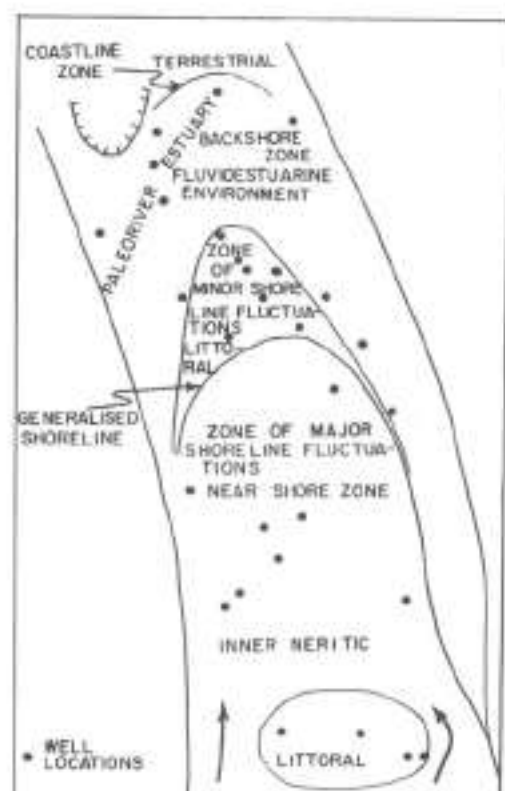 COASTLINE
ZONE
TERRESTRIAL
PALEORIVER ESTUARY
BACKSHORE
ZONE
FLUVIOESTUARINE
ENVIRONMENT
ZONE
OF
MINOR SHORE
LINE FLUCTUA-
TIONS
LITTO-
RAL
GENERALISED
SHORELINE
ZONE OF MAJOR
SHORELINE FLUCTUA-
TIONS
NEAR SHORE ZONE
INNER NERITIC
WELL
LOCATIONS
LITTORAL